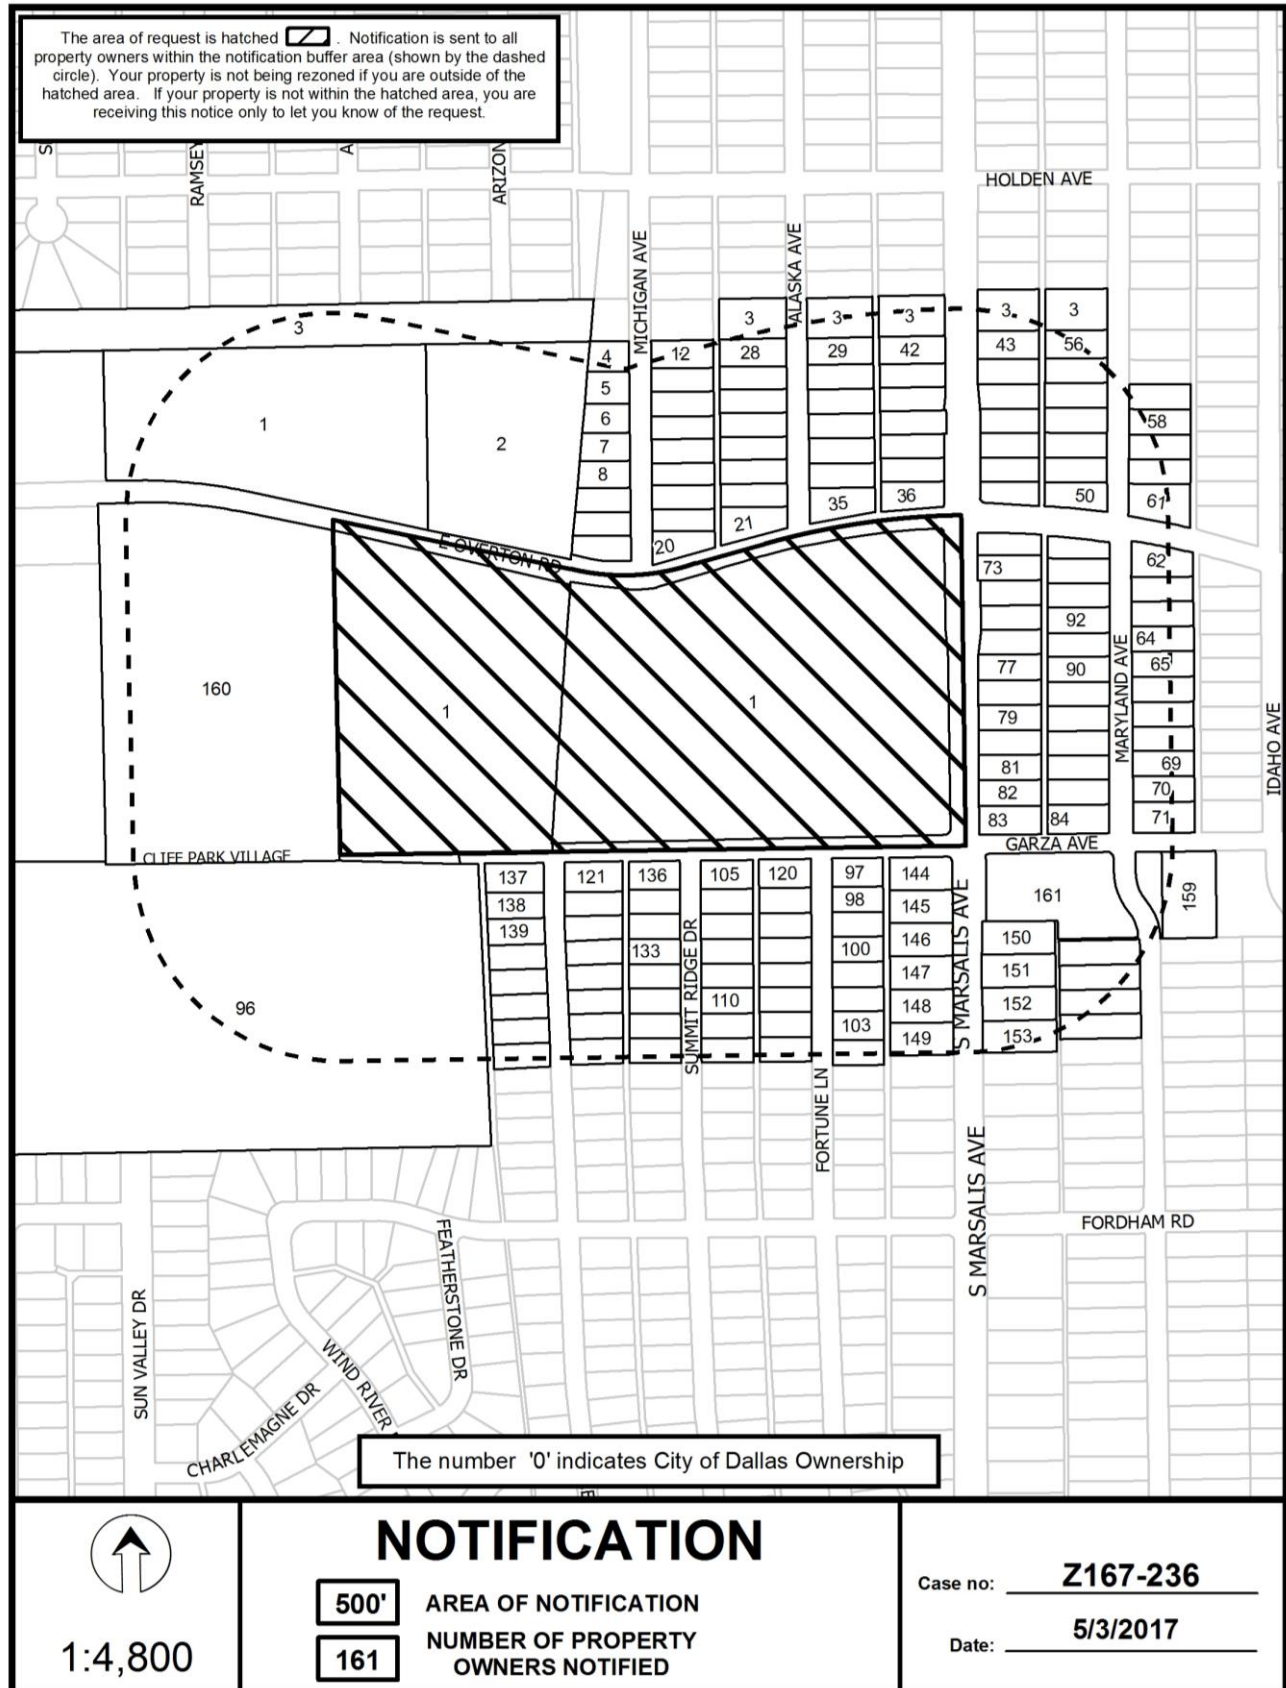 The area of request is hatched . Notification is sent to all
property owners within the notification buffer area (shown by the dashed
circle). Your property is not being rezoned if you are outside of the
hatched area. If your property is not within the hatched area, you are
receiving this notice only to let you know of the request.
S
RAMSEY
A
ARIZON
HOLDEN AVE
MICHIGAN AVE
ALASKA AVE
3
3
3
3
3
3
4
12
28
29
42
43
56
5
6
7
8
1
2
58
35
36
50
61
21
20
E OVERTON RD
73
62
92
64
77
90
65
160
1
1
79
MARYLAND AVE
IDAHO AVE
81
69
82
70
83
84
71
CLIFF PARK VILLAGE
GARZA AVE
137
121
136
105
120
97
144
161
159
138
98
145
139
146
150
133
100
147
151
110
148
152
96
103
149
153
SUMMIT RIDGE DR
S MARSALIS AVE
FORTUNE LN
S MARSALIS AVE
FORDHAM RD
FEATHERSTONE DR
SUN VALLEY DR
WIND RIVER
CHARLEMAGNE DR
The number '0' indicates City of Dallas Ownership
1:4,800
NOTIFICATION
500' AREA OF NOTIFICATION
161 NUMBER OF PROPERTY
OWNERS NOTIFIED
Case no: Z167-236
Date: 5/3/2017